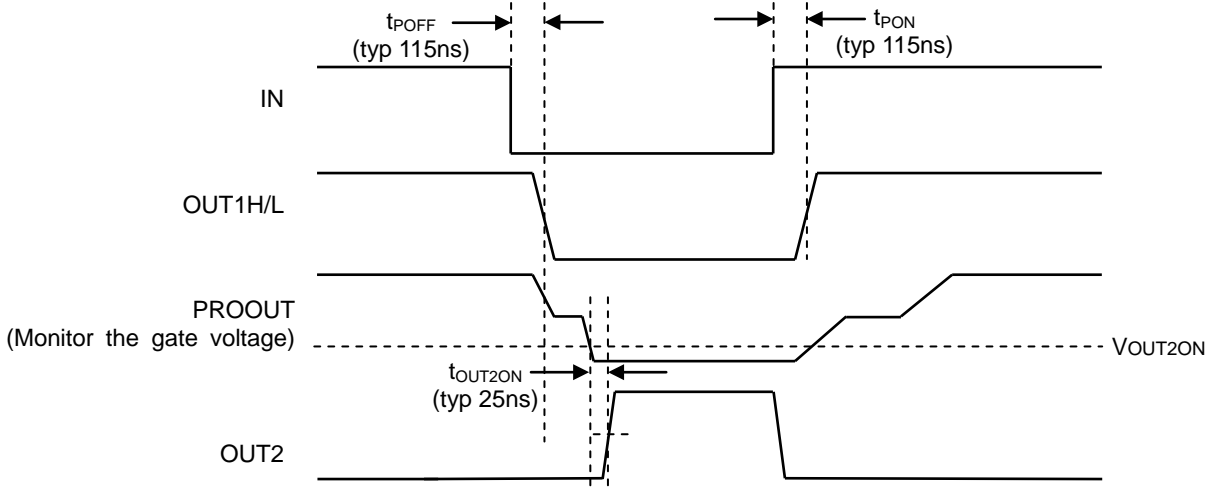 tPOFF
(typ 115ns)
tPON
(typ 115ns)
IN
OUT1H/L
PROOUT
(Monitor the gate voltage)
VOUT2ON
tOUT2ON
(typ 25ns)
OUT2